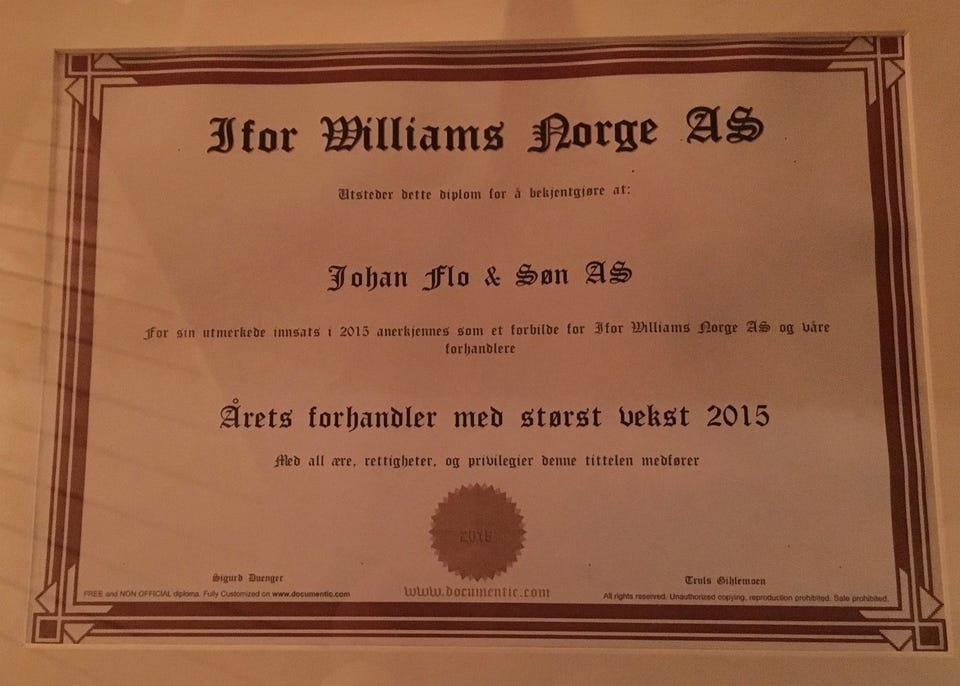 Ifor Williams Norge AS
Utsteder dette diplom for å bekjentgjøre at:
Johan Flo & Søn AS
For sin utmerkede innsats i 2015 anerkjennes som et forbilde for Ifor Williams Norge AS og våre
forhandlere
Årets forhandler med størst vekst 2015
Med all ære, rettigheter, og privilegier denne tittelen medfører
Sigurd Duenger
Truls Gihlemoen
FREE and NON OFFICIAL diploma. Fully Customized on www.documentic.com
www.documentic.com
All rights reserved. Unauthorized copying, reproduction prohibited. Sale prohibited.